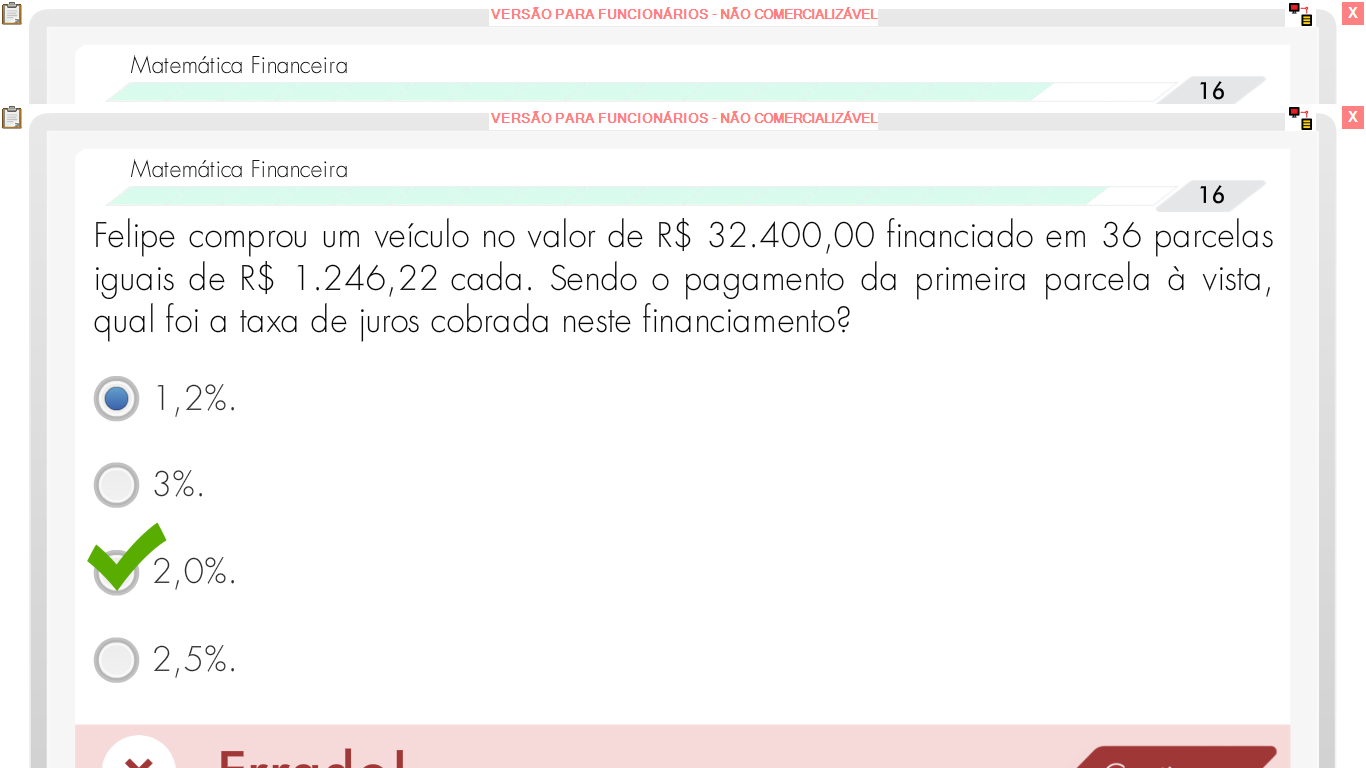 VERSÃO PARA FUNCIONÁRIOS - NÃO COMERCIALIZÁVEL
X
Matemática Financeira
16
VERSÃO PARA FUNCIONÁRIOS - NÃO COMERCIALIZÁVEL
X
Matemática Financeira
16
Felipe comprou um veículo no valor de R$ 32.400,00 financiado em 36 parcelas
iguais de R$ 1.246,22 cada. Sendo o pagamento da primeira parcela à vista,
qual foi a taxa de juros cobrada neste financiamento?
1,2%.
3%.
2,0%.
2,5%.
Errado!